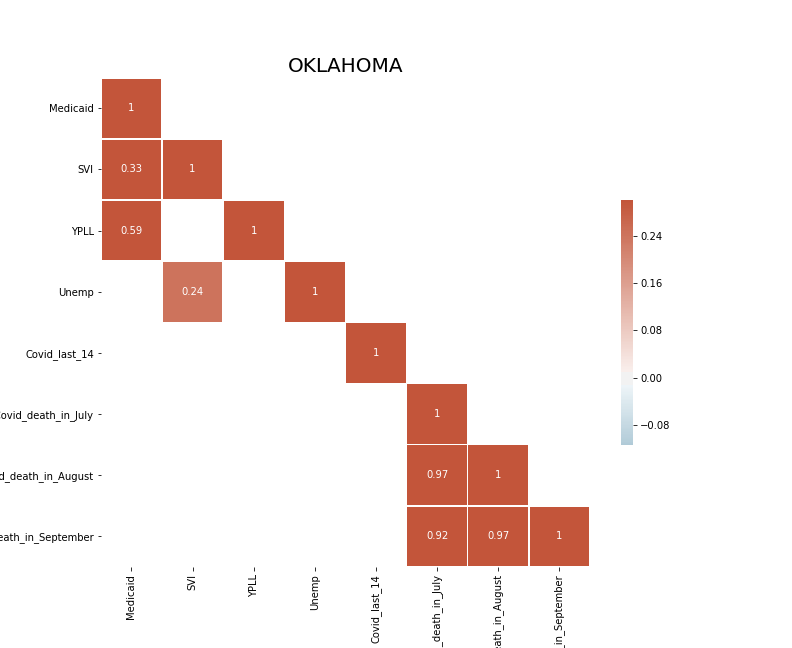 OKLAHOMA
Medicaid
1
SVI
0.33 1
YPLL
0.59 1
Unemp
0.24 1
Covid_last_14
1
ovid_death_in_July
1
d_death_in_August
0.97 1
eath_in_September
0.92 0.97 1
Medicaid
SVI
YPLL
Unemp
Covid_last_14
_death_in_July
eath_in_August
_in_September
0.24
0.16
0.08
0.00
−0.08